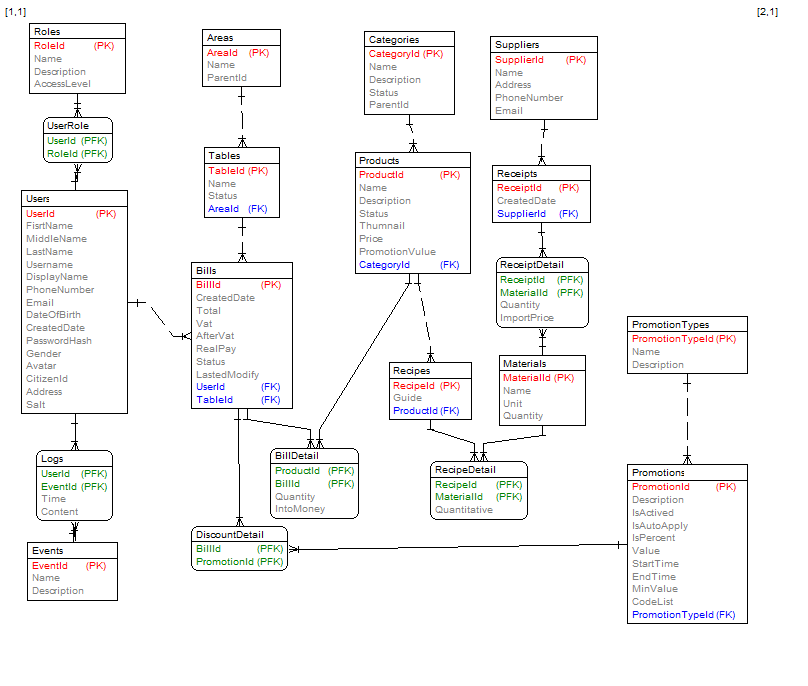 [1,1]
[2,1]
Roles
RoleId (PK)
Name
Description
AccessLevel
UserRole
UserId (PFK)
RoleId (PFK)
Users
UserId (PK)
FisrtName
MiddleName
LastName
Username
DisplayName
PhoneNumber
Email
DateOfBirth
CreatedDate
PasswordHash
Gender
Avatar
CitizenId
Address
Salt
Logs
UserId (PFK)
EventId (PFK)
Time
Content
Events
EventId (PK)
Name
Description
Areas
AreaId (PK)
Name
ParentId
Tables
TableId (PK)
Name
Status
AreaId (FK)
Bills
BillId (PK)
CreatedDate
Total
Vat
AfterVat
RealPay
Status
LastedModify
UserId (FK)
TableId (FK)
BillDetail
ProductId (PFK)
BillId (PFK)
Quantity
IntoMoney
DiscountDetail
BillId (PFK)
PromotionId (PFK)
Categories
CategoryId (PK)
Name
Description
Status
ParentId
Products
ProductId (PK)
Name
Description
Status
Thumnail
Price
PromotionVulue
CategoryId (FK)
Recipes
RecipeId (PK)
Guide
ProductId (FK)
RecipeDetail
RecipeId (PFK)
MaterialId (PFK)
Quantitative
Suppliers
SupplierId (PK)
Name
Address
PhoneNumber
Email
Receipts
ReceiptId (PK)
CreatedDate
SupplierId (FK)
ReceiptDetail
ReceiptId (PFK)
MaterialId (PFK)
Quantity
ImportPrice
Materials
MaterialId (PK)
Name
Unit
Quantity
PromotionTypes
PromotionTypeId (PK)
Name
Description
Promotions
PromotionId (PK)
Description
IsActived
IsAutoApply
IsPercent
Value
StartTime
EndTime
MinValue
CodeList
PromotionTypeId (FK)